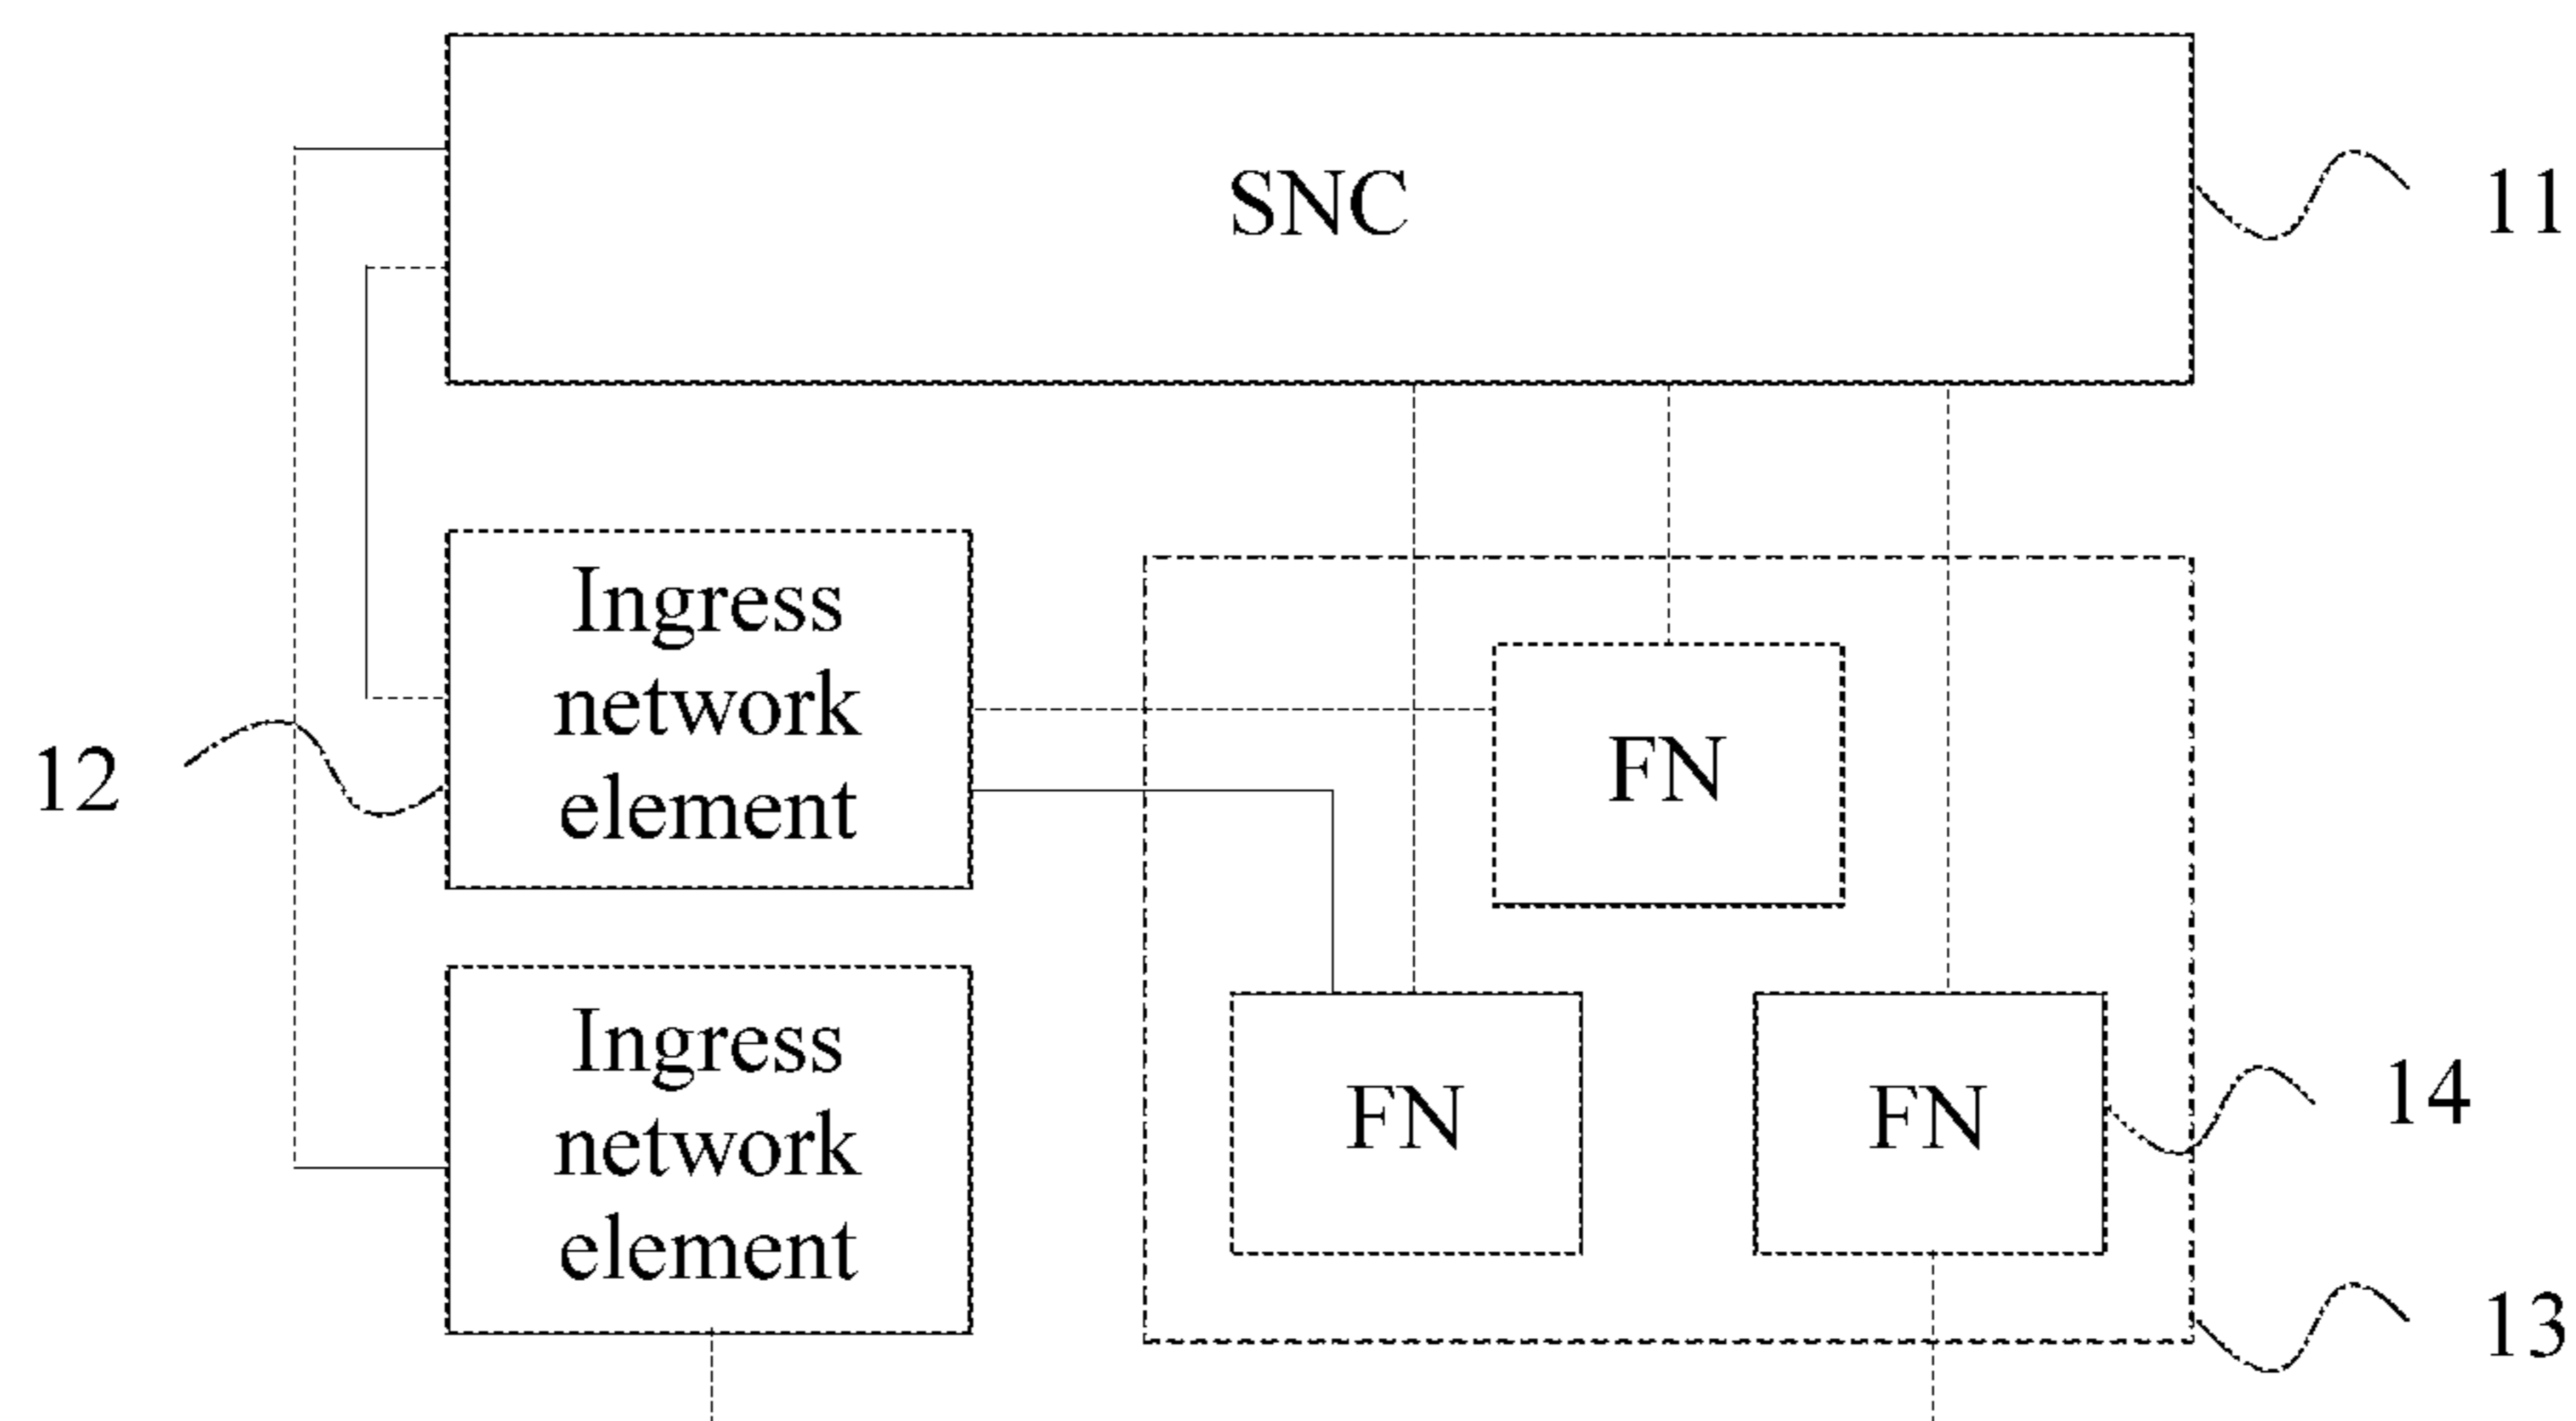 SNC
11
Ingress
network
element
12
FN
Ingress
network
element
FN
FN
14
13